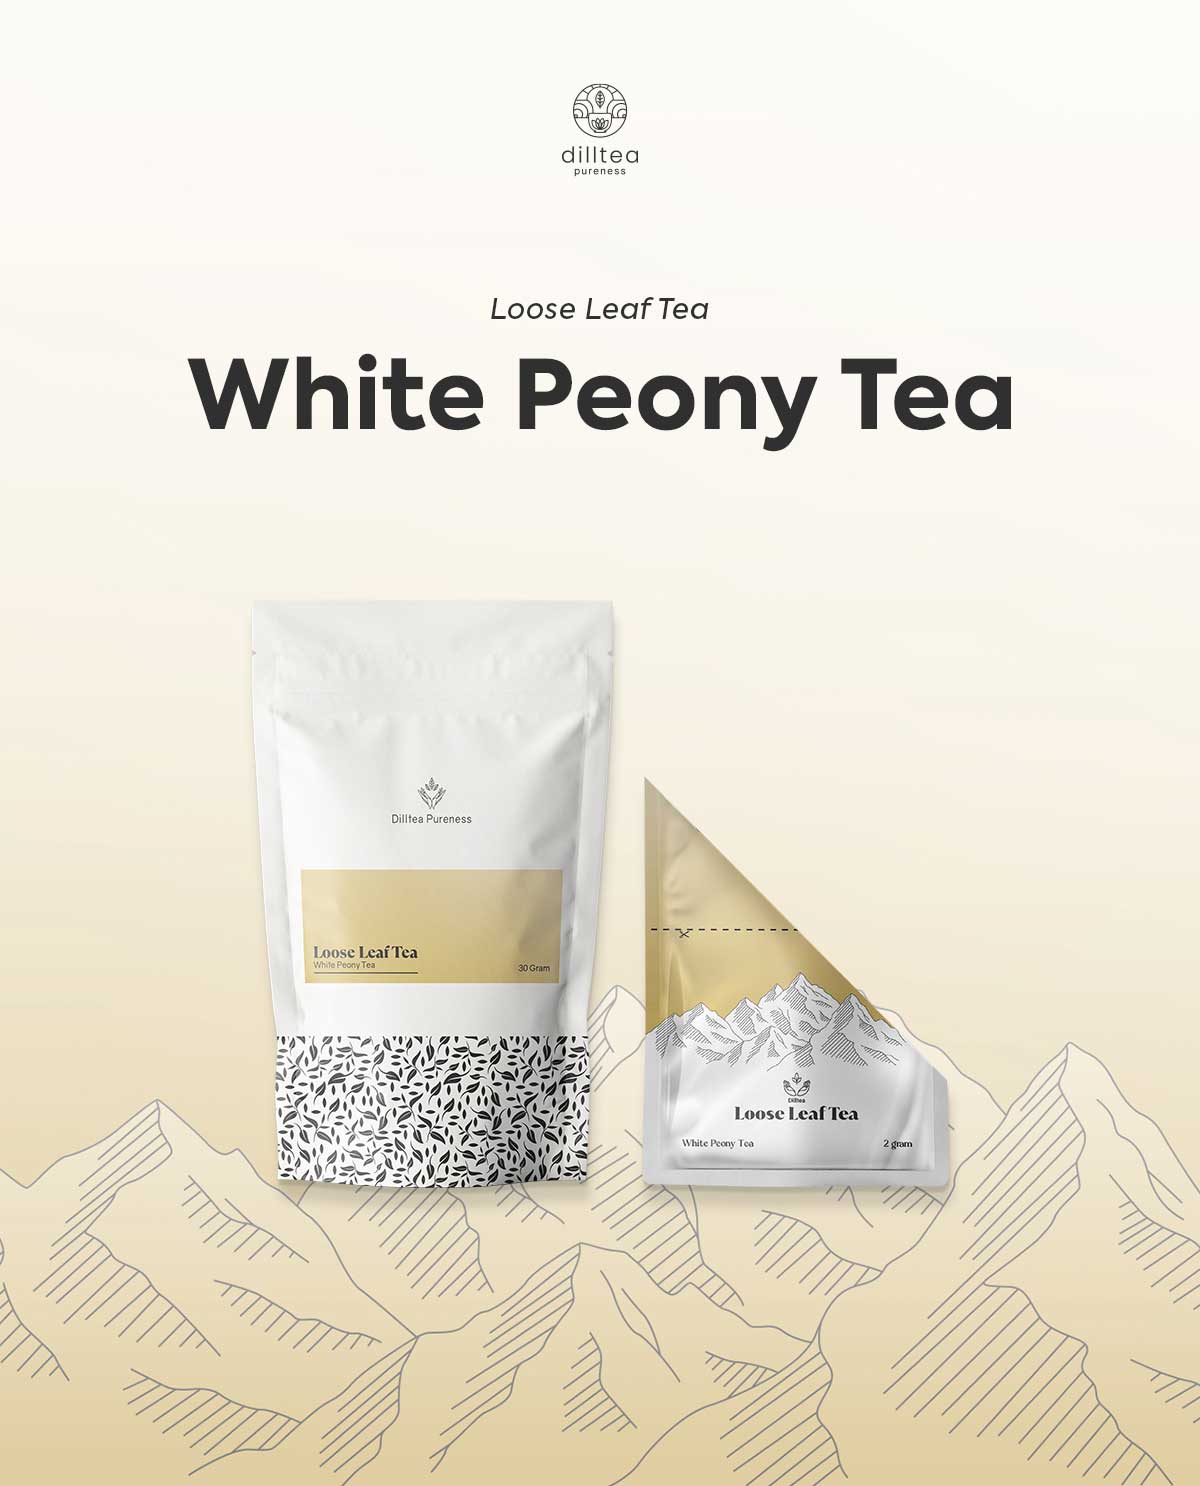 dilltea
pureness
Loose Leaf Tea
White Peony Tea
Dilltea Pureness
Loose Leaf Tea
White Peony Tea
30 Gram
Dilltea
Loose Leaf Tea
White Peony Tea
2 gram